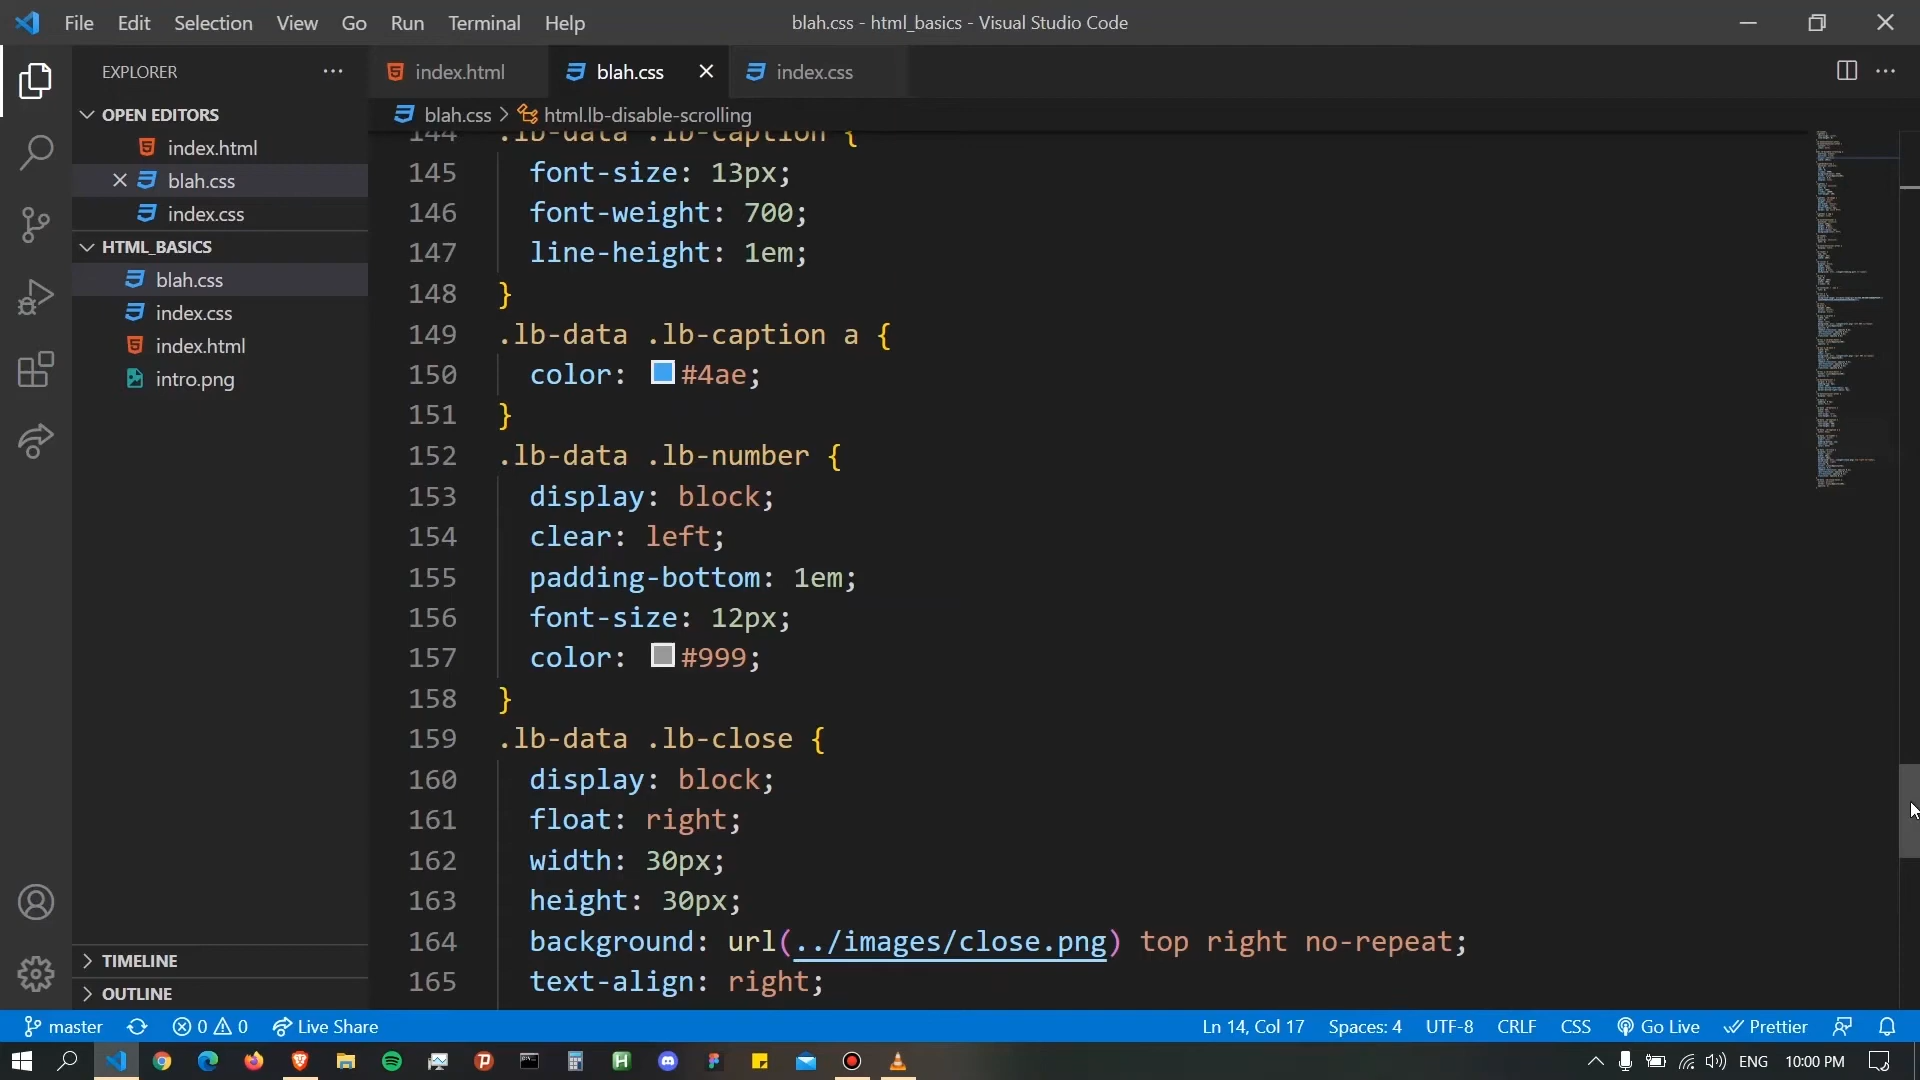 File Edit Selection View Go Run Terminal Help
blah.css - html_basics - Visual Studio Code
EXPLORER
OPEN EDITORS
index.html
blah.css
index.css
HTML_BASICS
blah.css
index.css
index.html
intro.png
TIMELINE
OUTLINE
index.html blah.css index.css
blah.css > html.lb-disable-scrolling
144 .lb-data .lb-caption {
145 font-size: 13px;
146 font-weight: 700;
147 line-height: 1em;
148 }
149 .lb-data .lb-caption a {
150 color: #4ae;
151 }
152 .lb-data .lb-number {
153 display: block;
154 clear: left;
155 padding-bottom: 1em;
156 font-size: 12px;
157 color: #999;
158 }
159 .lb-data .lb-close {
160 display: block;
161 float: right;
162 width: 30px;
163 height: 30px;
164 background: url(../images/close.png) top right no-repeat;
165 text-align: right;
master 0 0 Live Share Ln 14, Col 17 Spaces: 4 UTF-8 CRLF CSS Go Live Prettier
ENG 10:00 PM